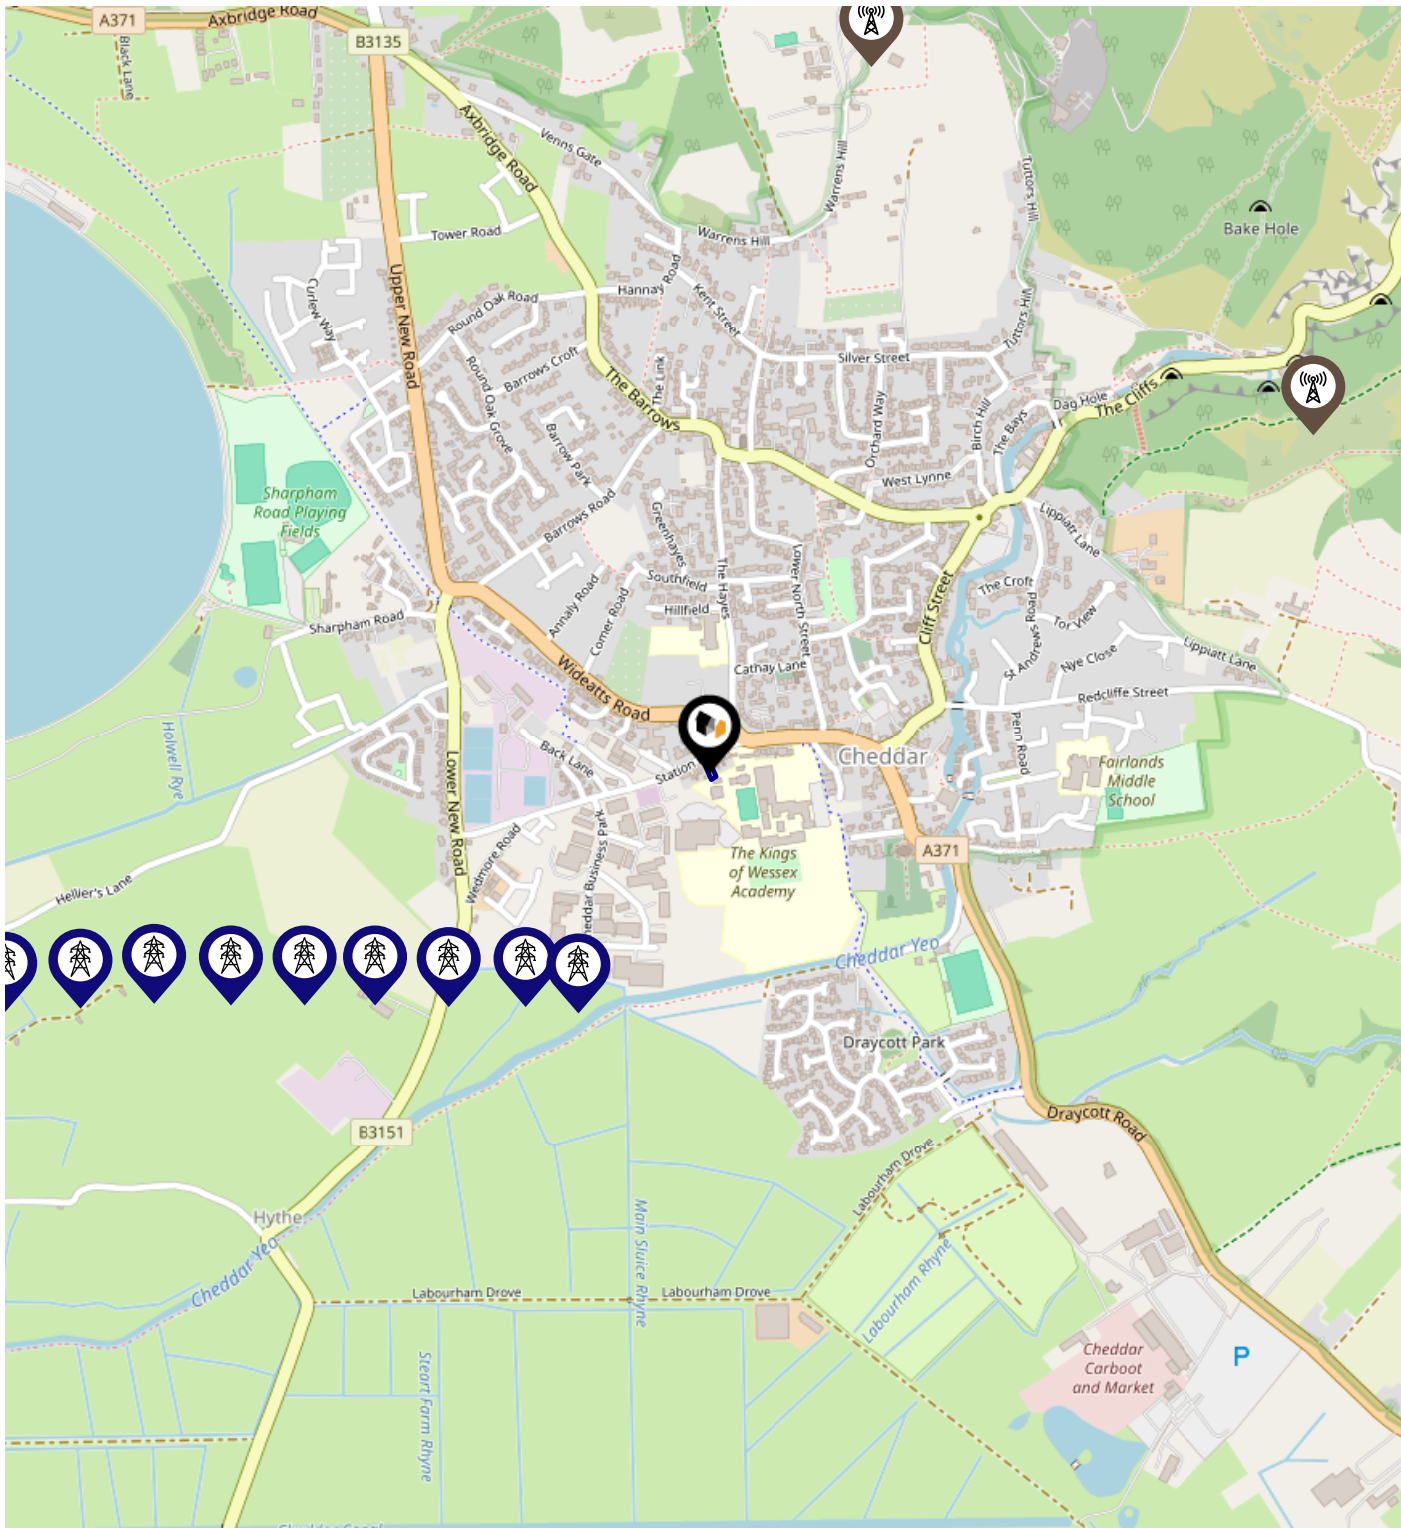 A371
Axbridge Road
B3135
Black Lane
Axbridge Road
Venns Gate
Warrens Hill
Tuttors Hill
Bake Hole
Tower Road
Warrens Hill
Upper New Road
Curlew Way
Hannay Road
Round Oak Road
Kent Street
Tuttors Hill
Silver Street
Barrows Croft
The Link
Round Oak Grove
The Barrows
Orchard Way
Birch Hill
The Bays
Dag Hole
The Cliffs
Barrow Park
West Lynne
Sharpham
Road Playing
Fields
Barrows Road
Greenhayes
Lippiatt Lane
The Hayes
Lower North Street
Southfield
Annaly Road
Corner Road
Hillfield
The Croft
Cliff Street
St Andrews Road
Tor View
Sharpham Road
Nye Close
Lippiatt Lane
Wideatts Road
Cathay Lane
Redcliffe Street
Penn Road
Holwell Rye
Back Lane
Station
Cheddar
Lower New Road
Fairlands
Middle
School
Wedmore Road
Cheddar Business Park
The Kings
of Wessex
Academy
A371
Hellier's Lane
Cheddar Yeo
Draycott Park
B3151
Draycott Road
Labourham Drove
Hythe
Main Sluice Rhyne
Cheddar Yeo
Labourham Drove
Labourham Drove
Labourham Rhyne
Steart Farm Rhyne
Cheddar
Carboot
and Market
P